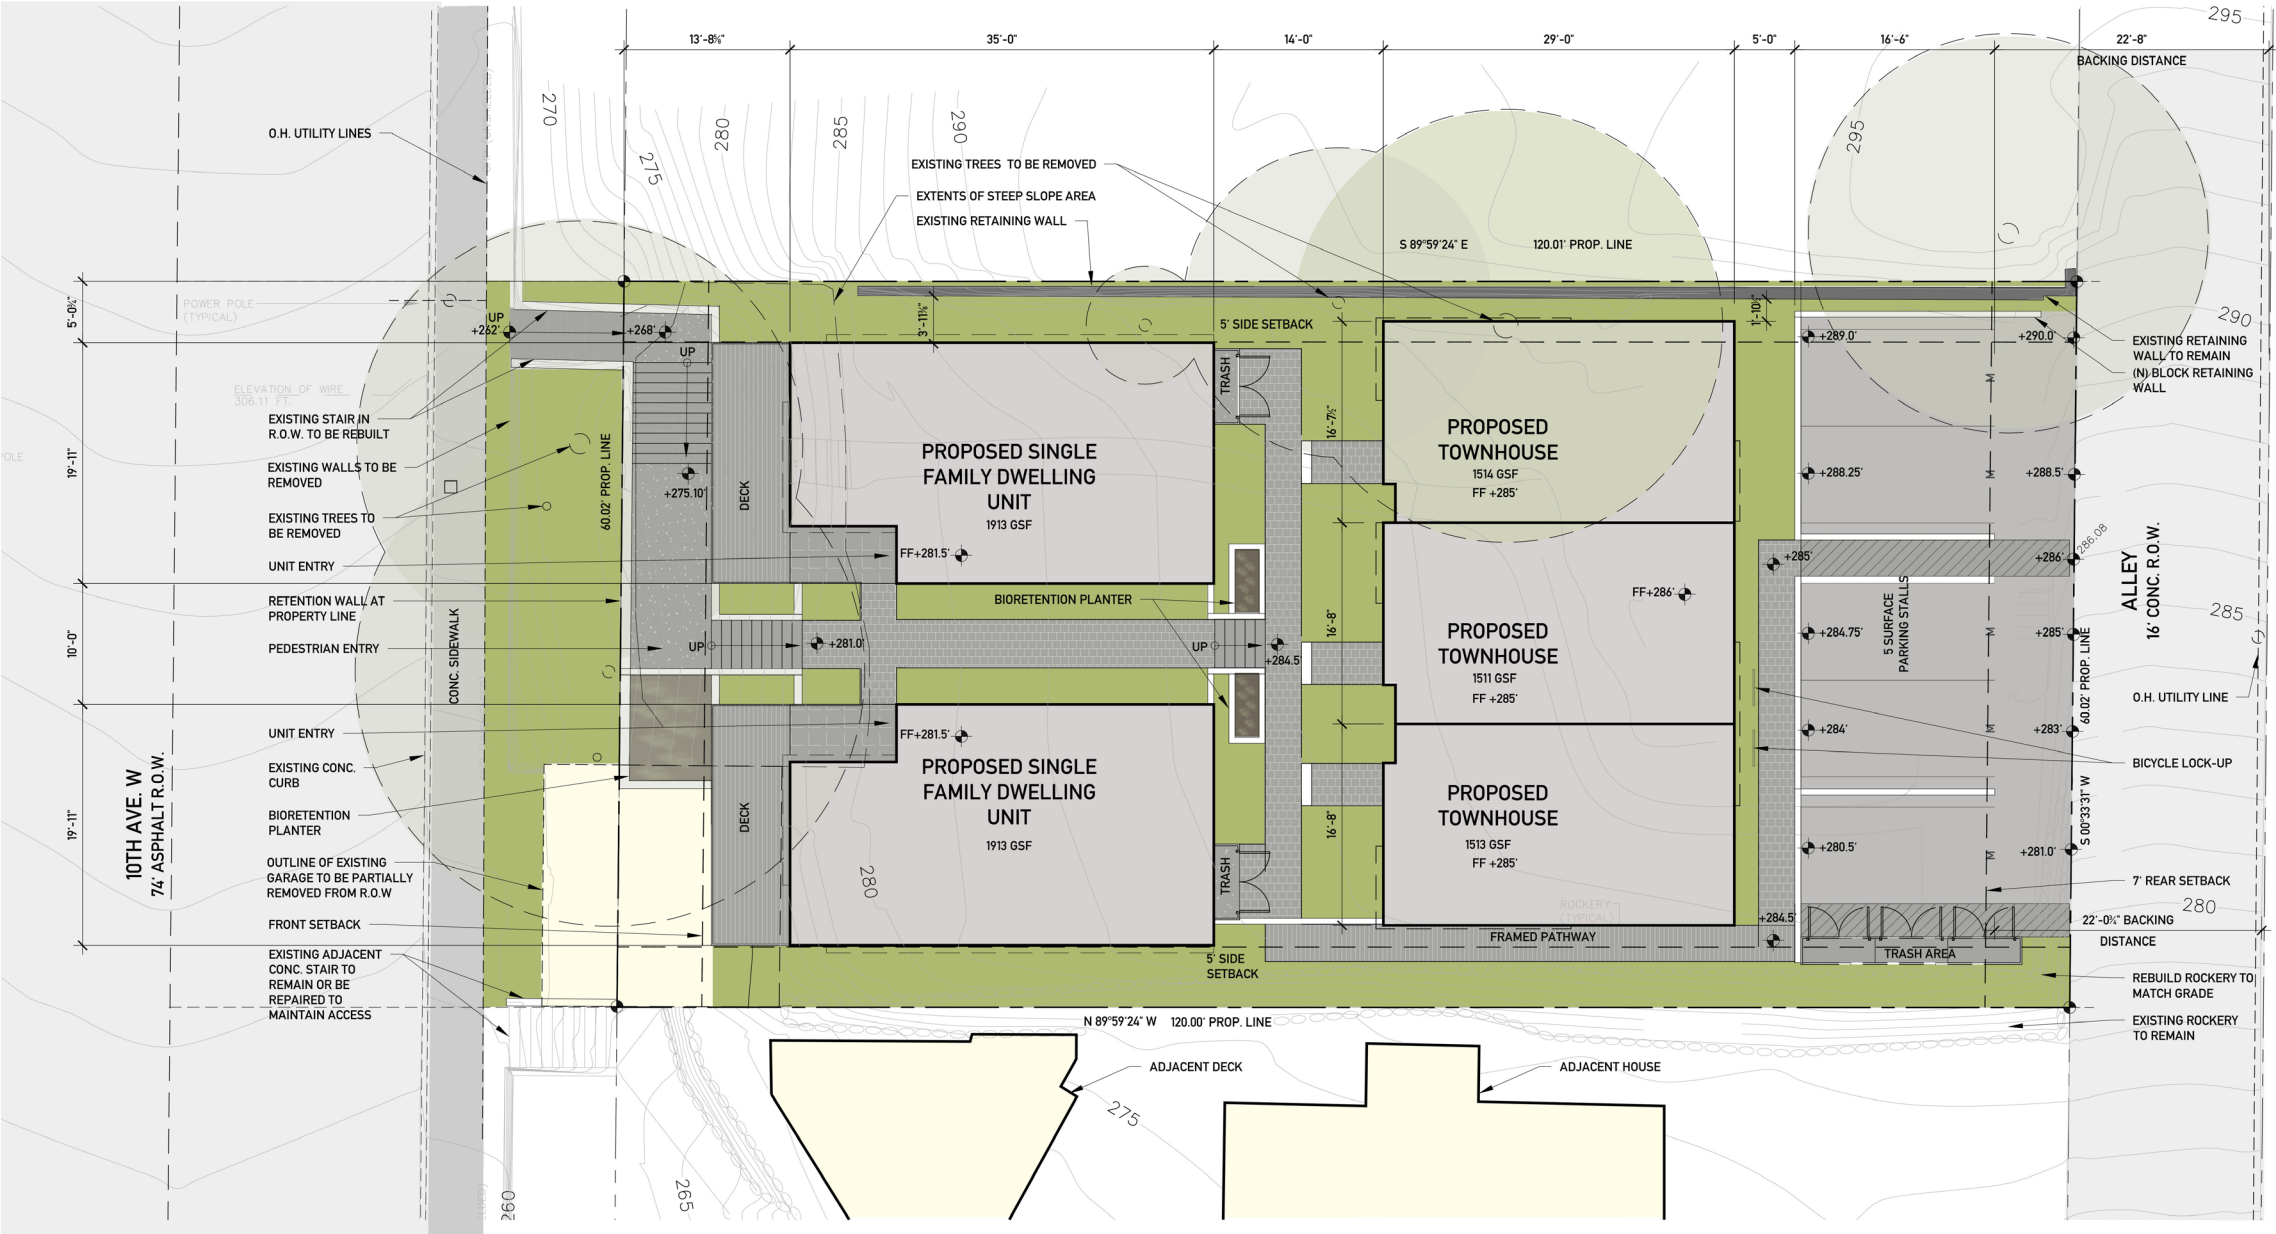 295
13'-8¾"
35'-0"
14'-0"
29'-0"
5'-0"
16'-6"
22'-8"
BACKING DISTANCE
270
275
280
285
290
295
O.H. UTILITY LINES
EXISTING TREES TO BE REMOVED
EXTENTS OF STEEP SLOPE AREA
EXISTING RETAINING WALL
S 89°59'24" E
120.01' PROP. LINE
POWER POLE
(TYPICAL)
5'-0¾"
UP
+262'
+268'
UP
3'-11¾"
5' SIDE SETBACK
1'-10½"
+289.0'
+290.0'
290
EXISTING RETAINING
WALL TO REMAIN
(N) BLOCK RETAINING
WALL
ELEVATION OF WIRE
306.11 FT.
POLE
EXISTING STAIR IN
R.O.W. TO BE REBUILT
EXISTING WALLS TO BE
REMOVED
EXISTING TREES TO
BE REMOVED
UNIT ENTRY
RETENTION WALL AT
PROPERTY LINE
PEDESTRIAN ENTRY
UNIT ENTRY
EXISTING CONC.
CURB
BIORETENTION
PLANTER
OUTLINE OF EXISTING
GARAGE TO BE PARTIALLY
REMOVED FROM R.O.W
FRONT SETBACK
EXISTING ADJACENT
CONC. STAIR TO
REMAIN OR BE
REPAIRED TO
MAINTAIN ACCESS
19'-11"
10'-0"
19'-11"
10TH AVE. W
74' ASPHALT R.O.W.
CONC. SIDEWALK
60.02' PROP. LINE
+275.10'
DECK
PROPOSED SINGLE
FAMILY DWELLING
UNIT
1913 GSF
FF+281.5'
TRASH
BIORETENTION PLANTER
UP
+281.0'
UP
+284.5'
DECK
FF+281.5'
PROPOSED SINGLE
FAMILY DWELLING
UNIT
1913 GSF
280
TRASH
16'-7½"
16'-8"
16'-8"
PROPOSED
TOWNHOUSE
1514 GSF
FF +285'
FF+286'
PROPOSED
TOWNHOUSE
1511 GSF
FF +285'
PROPOSED
TOWNHOUSE
1513 GSF
FF +285'
ROCKERY
(TYPICAL)
FRAMED PATHWAY
5' SIDE
SETBACK
M
+288.25'
+288.5'
M
+285'
+286'
286.08
5 SURFACE
PARKING STALLS
+284.75'
+285'
M
+284'
+283'
M
+280.5'
+281.0'
M
+284.5'
TRASH AREA
ALLEY
16' CONC. R.O.W.
60.02' PROP. LINE
S 00°33'31" W
285
O.H. UTILITY LINE
BICYCLE LOCK-UP
7' REAR SETBACK
280
22'-0¾" BACKING
DISTANCE
REBUILD ROCKERY TO
MATCH GRADE
EXISTING ROCKERY
TO REMAIN
N 89°59'24" W
120.00' PROP. LINE
ADJACENT DECK
ADJACENT HOUSE
275
260
265